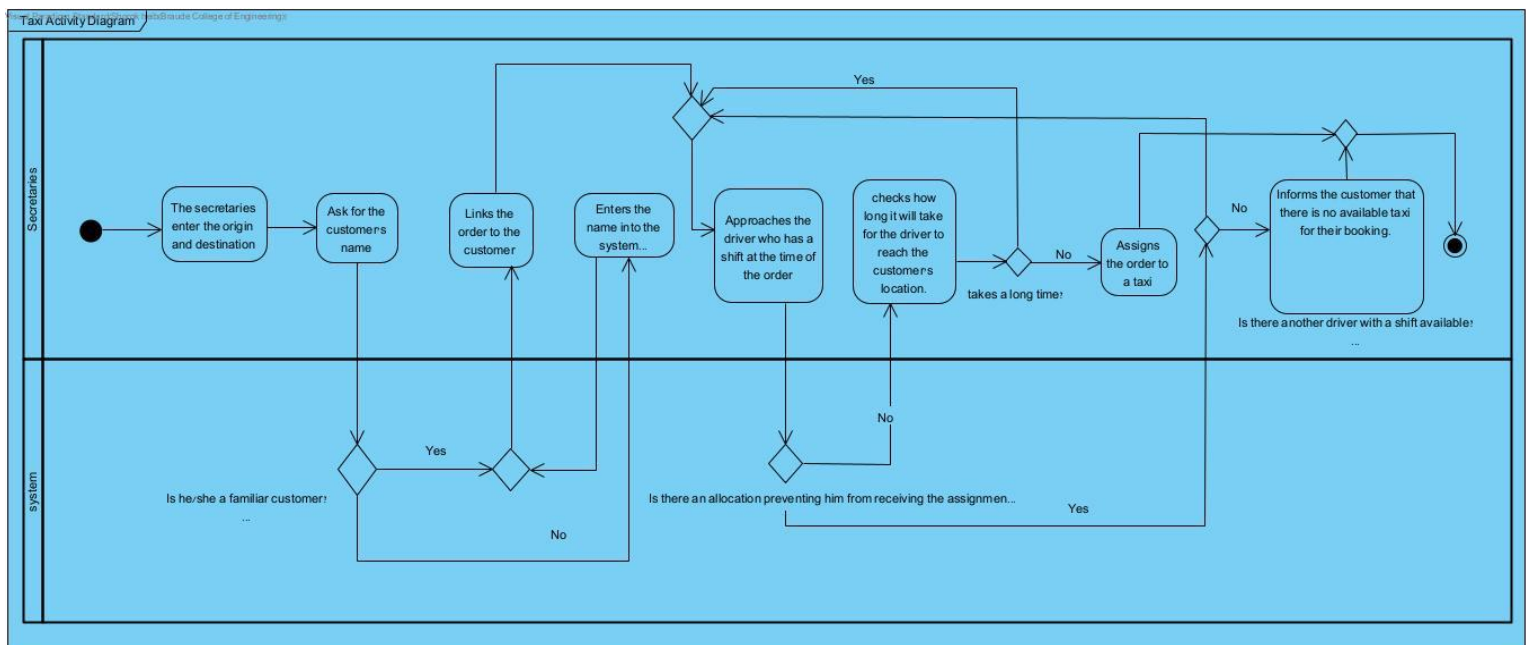 Taxi Activity Diagram
Secretaries
system
The secretaries
enter the origin
and destination
Ask for the
customer's
name
Links the
order to the
customer
Enters the
name into the
system...
Approaches the
driver who has a
shift at the time of
the order
checks how
long it will take
for the driver to
reach the
customer's
location.
Yes
takes a long time?
No
Assigns
the order to
a taxi
No
Informs the customer that
there is no available taxi
for their booking.
Is there another driver with a shift available?
...
Is he/she a familiar customer?
...
Yes
No
Is there an allocation preventing him from receiving the assignmen...
No
Yes